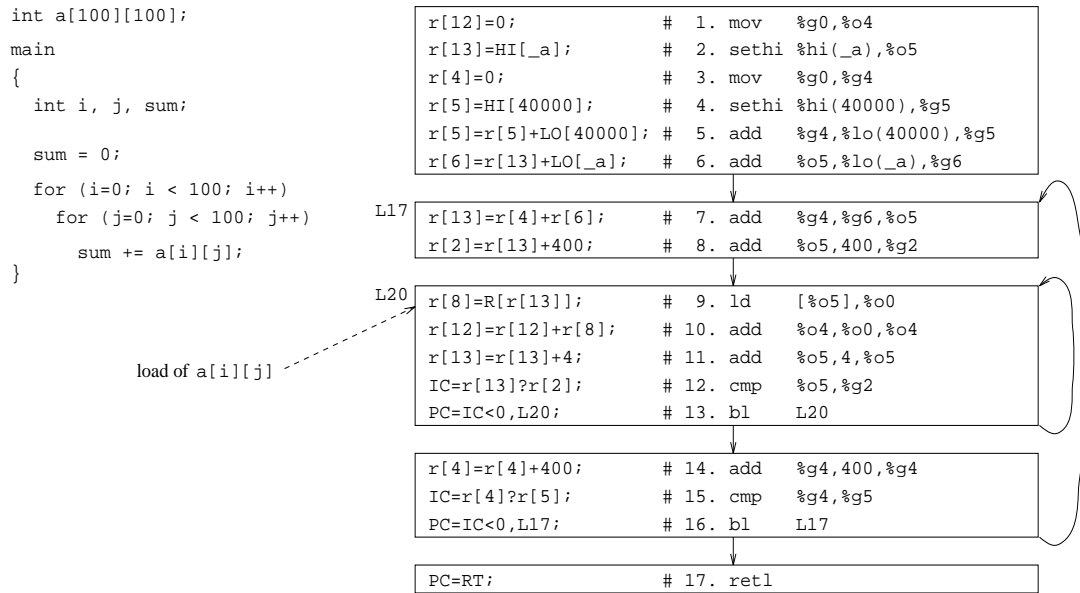 int a[100][100];
main
{
int i, j, sum;
sum = 0;
for (i=0; i < 100; i++)
for (j=0; j < 100; j++)
sum += a[i][j];
}
load of a[i][j]
r[12]=0; # 1. mov %g0,%o4
r[13]=HI[_a]; # 2. sethi %hi(_a),%o5
r[4]=0; # 3. mov %g0,%g4
r[5]=HI[40000]; # 4. sethi %hi(40000),%g5
r[5]=r[5]+LO[40000]; # 5. add %g4,%lo(40000),%g5
r[6]=r[13]+LO[_a]; # 6. add %o5,%lo(_a),%g6
L17
r[13]=r[4]+r[6]; # 7. add %g4,%g6,%o5
r[2]=r[13]+400; # 8. add %o5,400,%g2
L20
r[8]=R[r[13]]; # 9. ld [%o5],%o0
r[12]=r[12]+r[8]; # 10. add %o4,%o0,%o4
r[13]=r[13]+4; # 11. add %o5,4,%o5
IC=r[13]?r[2]; # 12. cmp %o5,%g2
PC=IC<0,L20; # 13. bl L20
r[4]=r[4]+400; # 14. add %g4,400,%g4
IC=r[4]?r[5]; # 15. cmp %g4,%g5
PC=IC<0,L17; # 16. bl L17
PC=RT; # 17. retl